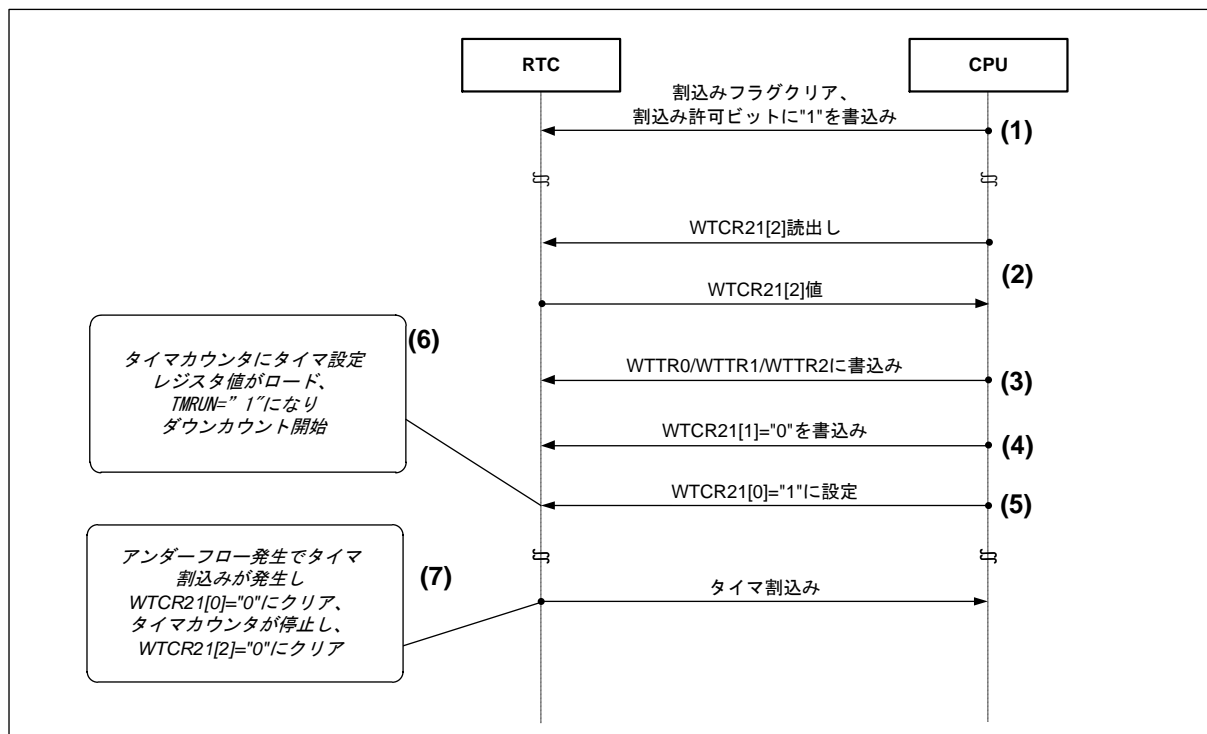 RTC
CPU
割込みフラグクリア、
割込み許可ビットに"1"を書込み
(1)
WTCR21[2]読出し
(2)
WTCR21[2]値
(6)
タイマカウンタにタイマ設定
レジスタ値がロード、
TMRUN=”1"になり
ダウンカウント開始
WTTR0/WTTR1/WTTR2に書込み
(3)
WTCR21[1]="0"を書込み
(4)
WTCR21[0]="1"に設定
(5)
アンダーフロー発生でタイマ
割込みが発生し
WTCR21[0]="0"にクリア、
タイマカウンタが停止し、
WTCR21[2]="0"にクリア
(7)
タイマ割込み